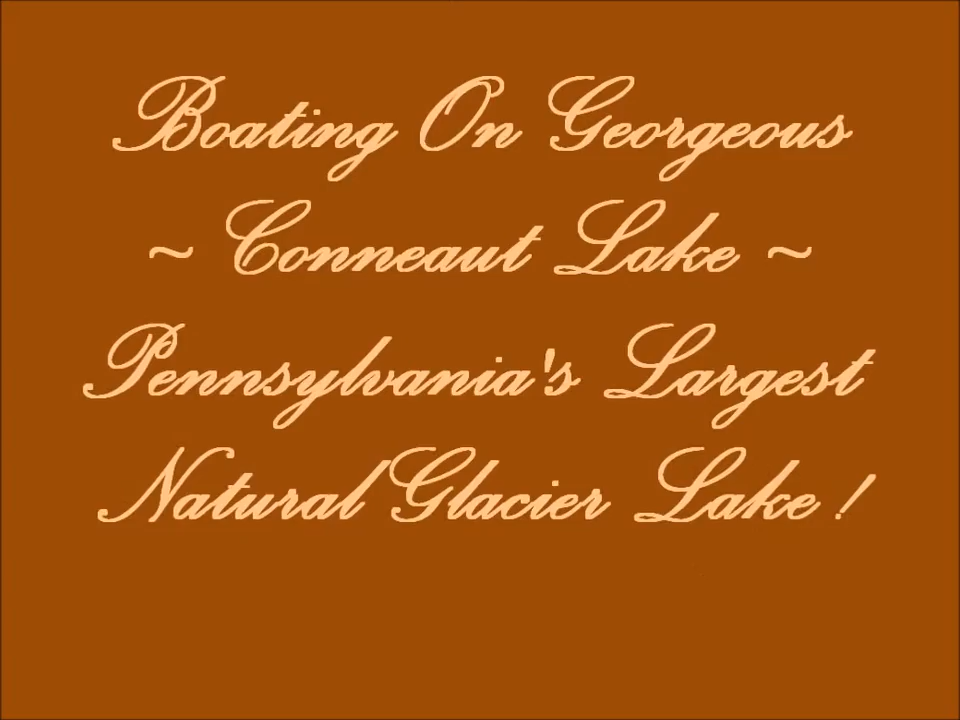 Boating On Georgeous
~ Conneaut Lake ~
Pennsylvania's Largest
Natural Glacier Lake !